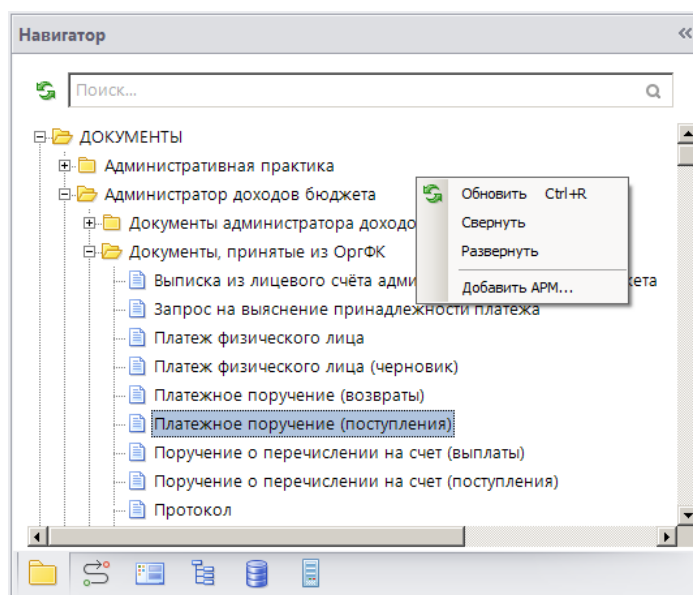 Навигатор
Поиск...
ДОКУМЕНТЫ
Административная практика
Администратор доходов бюджета
Обновить Ctrl+R
Документы администратора доходо
Свернуть
Документы, принятые из ОргФК
Развернуть
Выписка из лицевого счёта адми
кета
Добавить АРМ...
Запрос на выяснение принадлежности платежа
Платеж физического лица
Платеж физического лица (черновик)
Платежное поручение (возвраты)
Платежное поручение (поступления)
Поручение о перечислении на счет (выплаты)
Поручение о перечислении на счет (поступления)
Протокол